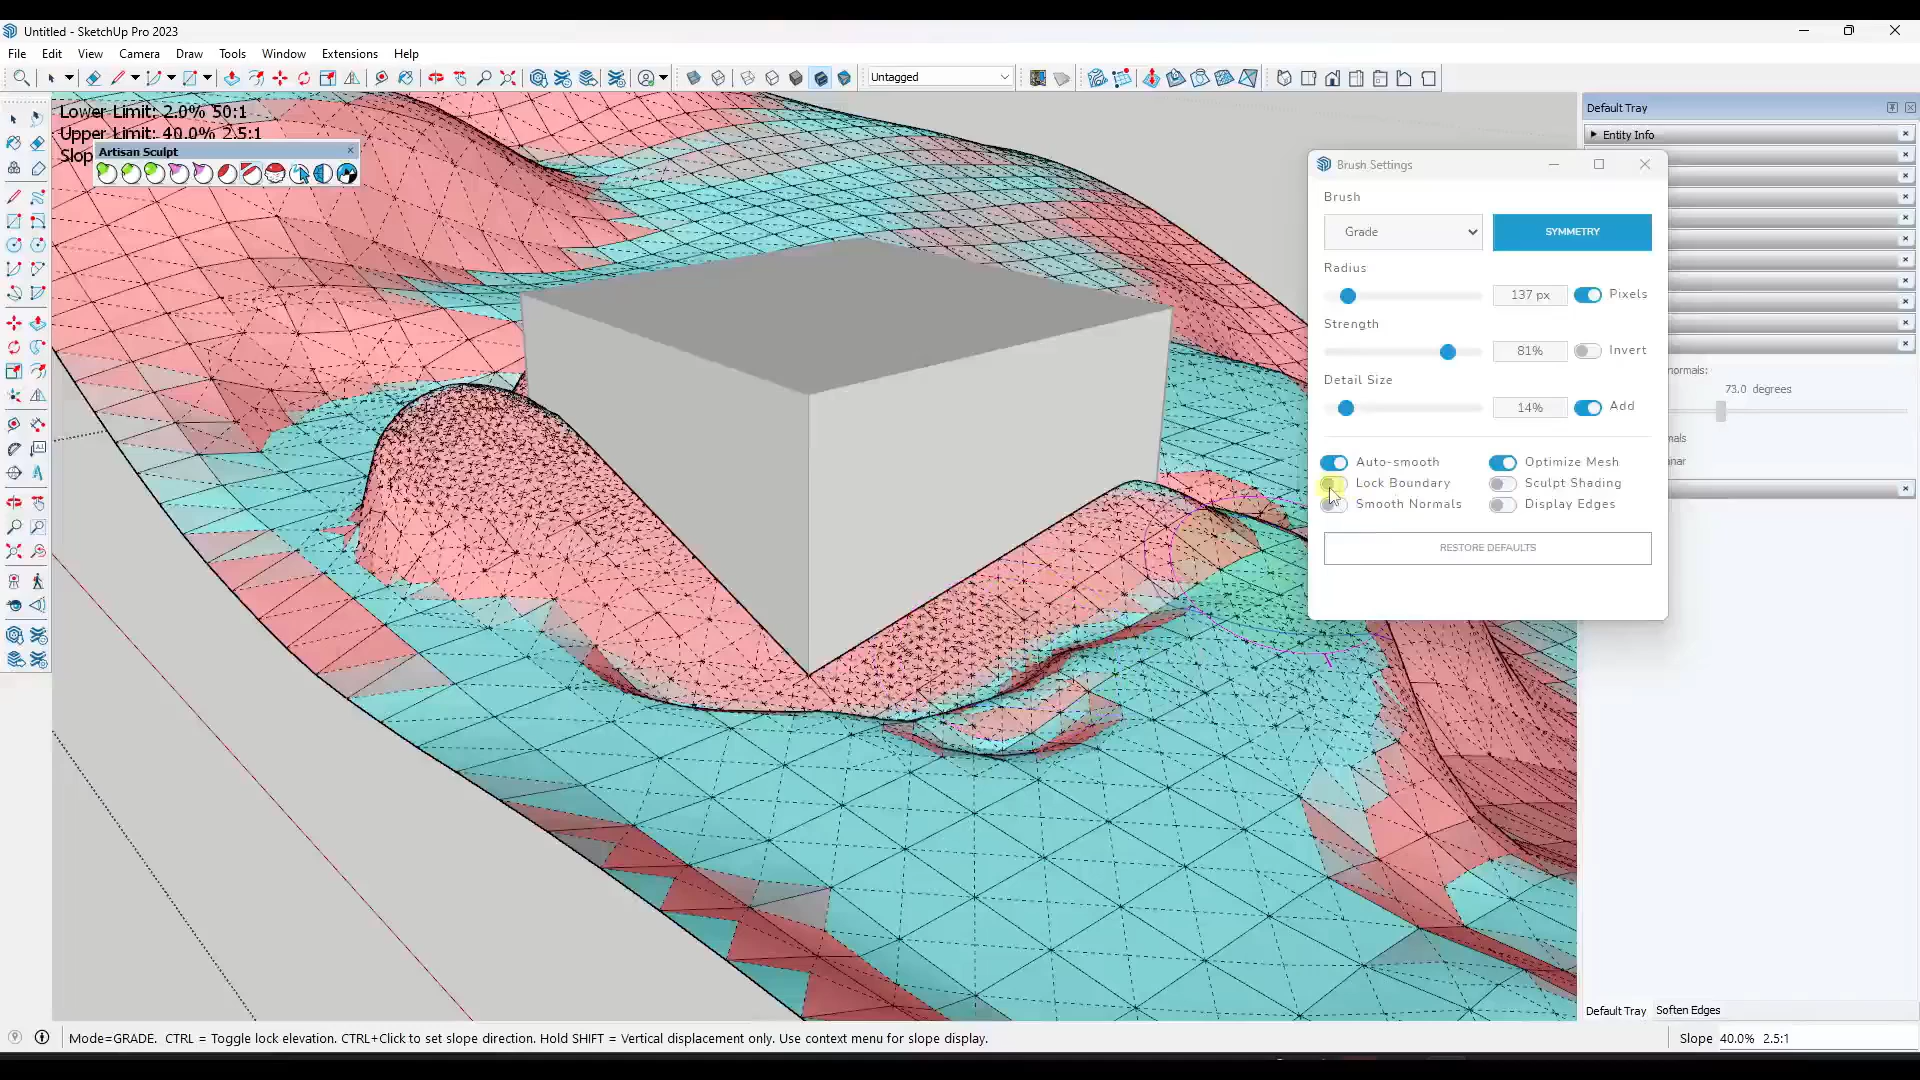 Untitled - SketchUp Pro 2023
File Edit View Camera Draw Tools Window Extensions Help
Untagged
Lower Limit: 2.0% 50:1
Upper Limit: 40.0% 2.5:1
Slop
Artisan Sculpt
Default Tray
Entity Info
Brush Settings
Brush
Grade
SYMMETRY
Radius
137 px
Pixels
Strength
81%
Invert
Detail Size
14%
Add
Auto-smooth
Optimize Mesh
Lock Boundary
Sculpt Shading
Smooth Normals
Display Edges
RESTORE DEFAULTS
normals:
73.0 degrees
mals
inar
Default Tray Soften Edges
Mode=GRADE. CTRL = Toggle lock elevation. CTRL+Click to set slope direction. Hold SHIFT = Vertical displacement only. Use context menu for slope display.
Slope 40.0% 2.5:1